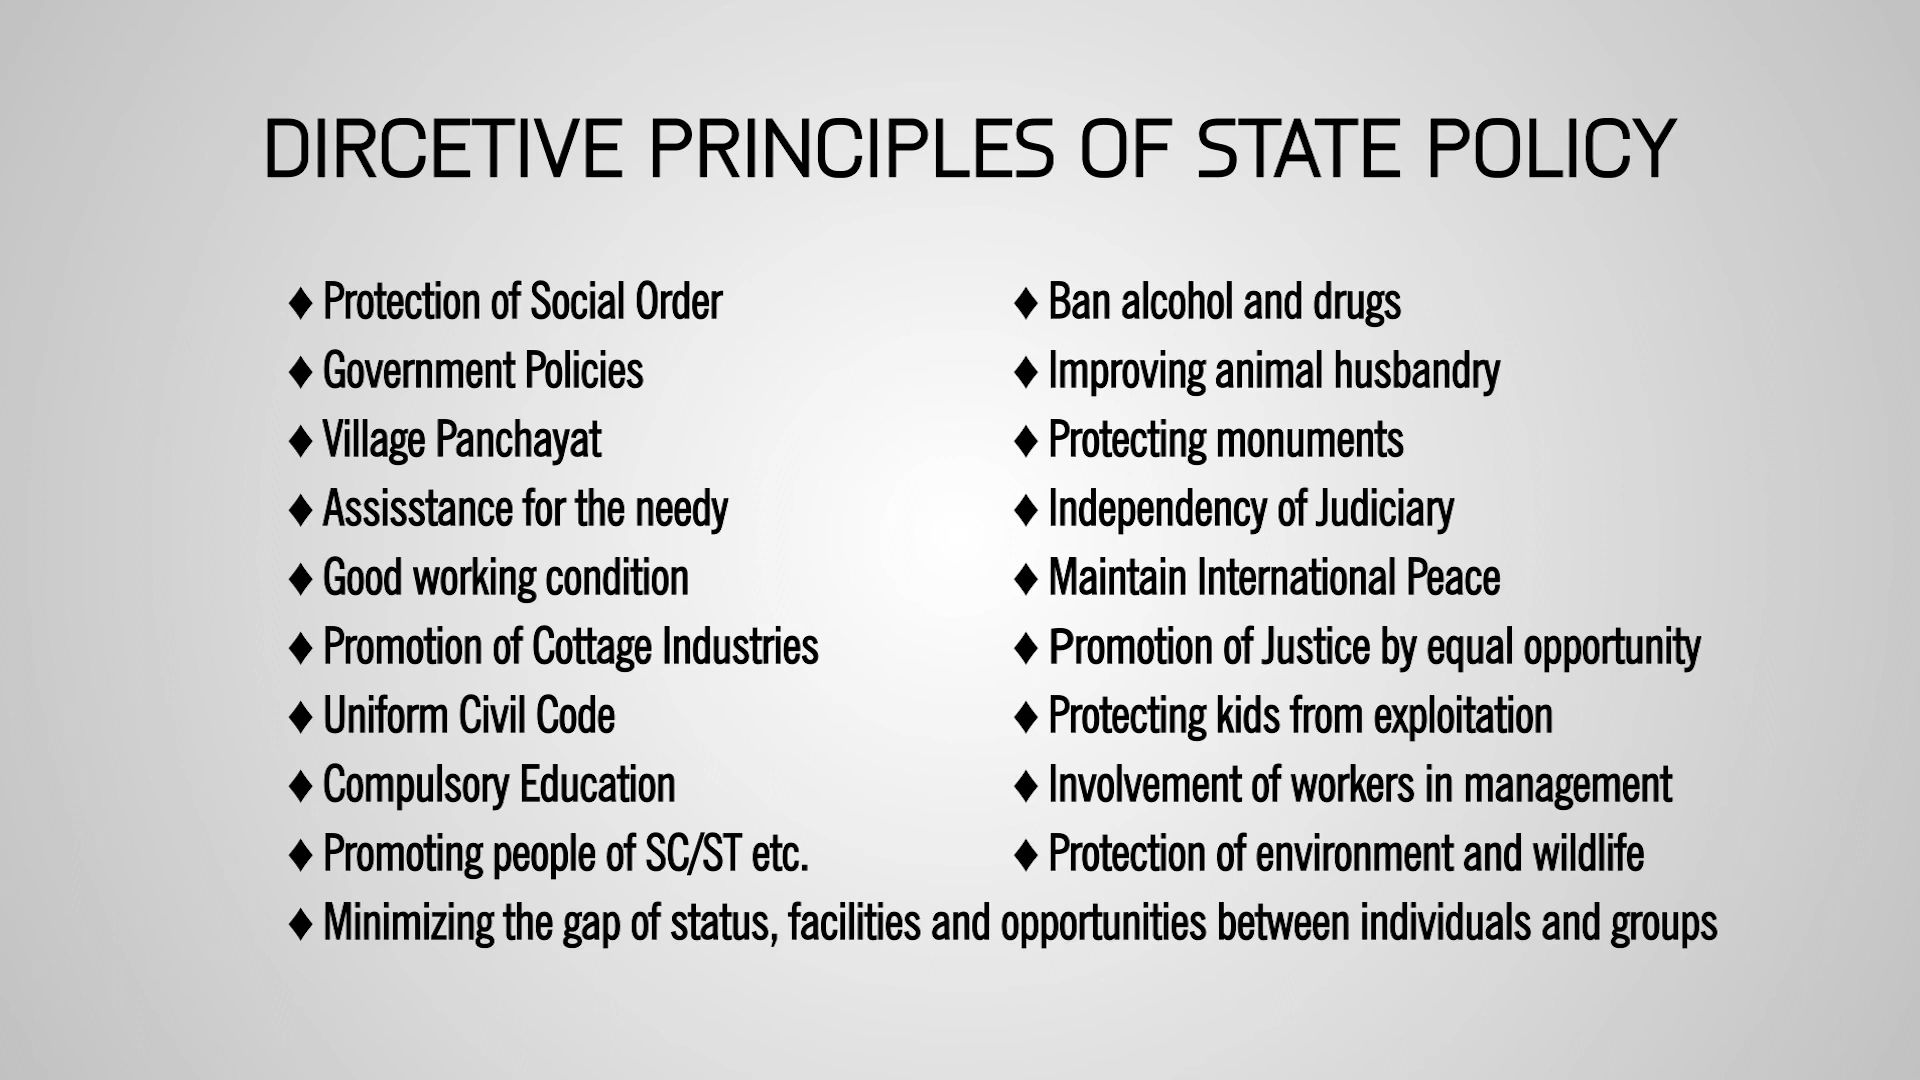 DIRCETIVE PRINCIPLES OF STATE POLICY
♦ Protection of Social Order
♦ Government Policies
♦ Village Panchayat
♦ Assisstance for the needy
♦ Good working condition
♦ Promotion of Cottage Industries
♦ Uniform Civil Code
♦ Compulsory Education
♦ Promoting people of SC/ST etc.
♦ Ban alcohol and drugs
♦ Improving animal husbandry
♦ Protecting monuments
♦ Independency of Judiciary
♦ Maintain International Peace
♦ Promotion of Justice by equal opportunity
♦ Protecting kids from exploitation
♦ Involvement of workers in management
♦ Protection of environment and wildlife
♦ Minimizing the gap of status, facilities and opportunities between individuals and groups